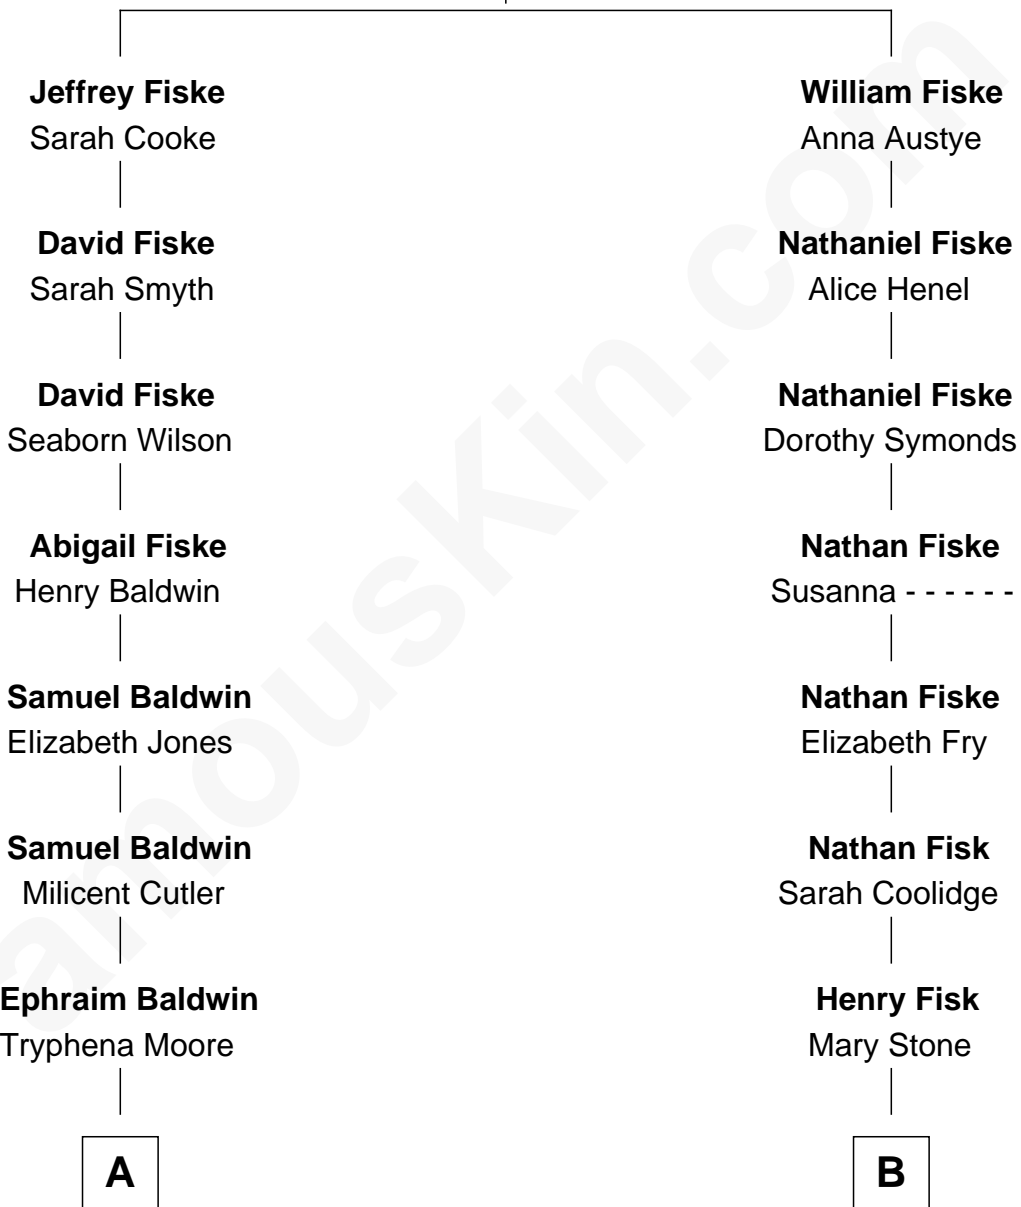 Jeffrey Fiske
Sarah Cooke
David Fiske
Sarah Smyth
David Fiske
Seaborn Wilson
Abigail Fiske
Henry Baldwin
Samuel Baldwin
Elizabeth Jones
Samuel Baldwin
Milicent Cutler
Ephraim Baldwin
Tryphena Moore
A
William Fiske
Anna Austye
Nathaniel Fiske
Alice Henel
Nathaniel Fiske
Dorothy Symonds
Nathan Fiske
Susanna - - - - - -
Nathan Fiske
Elizabeth Fry
Nathan Fisk
Sarah Coolidge
Henry Fisk
Mary Stone
B
amouskin.com